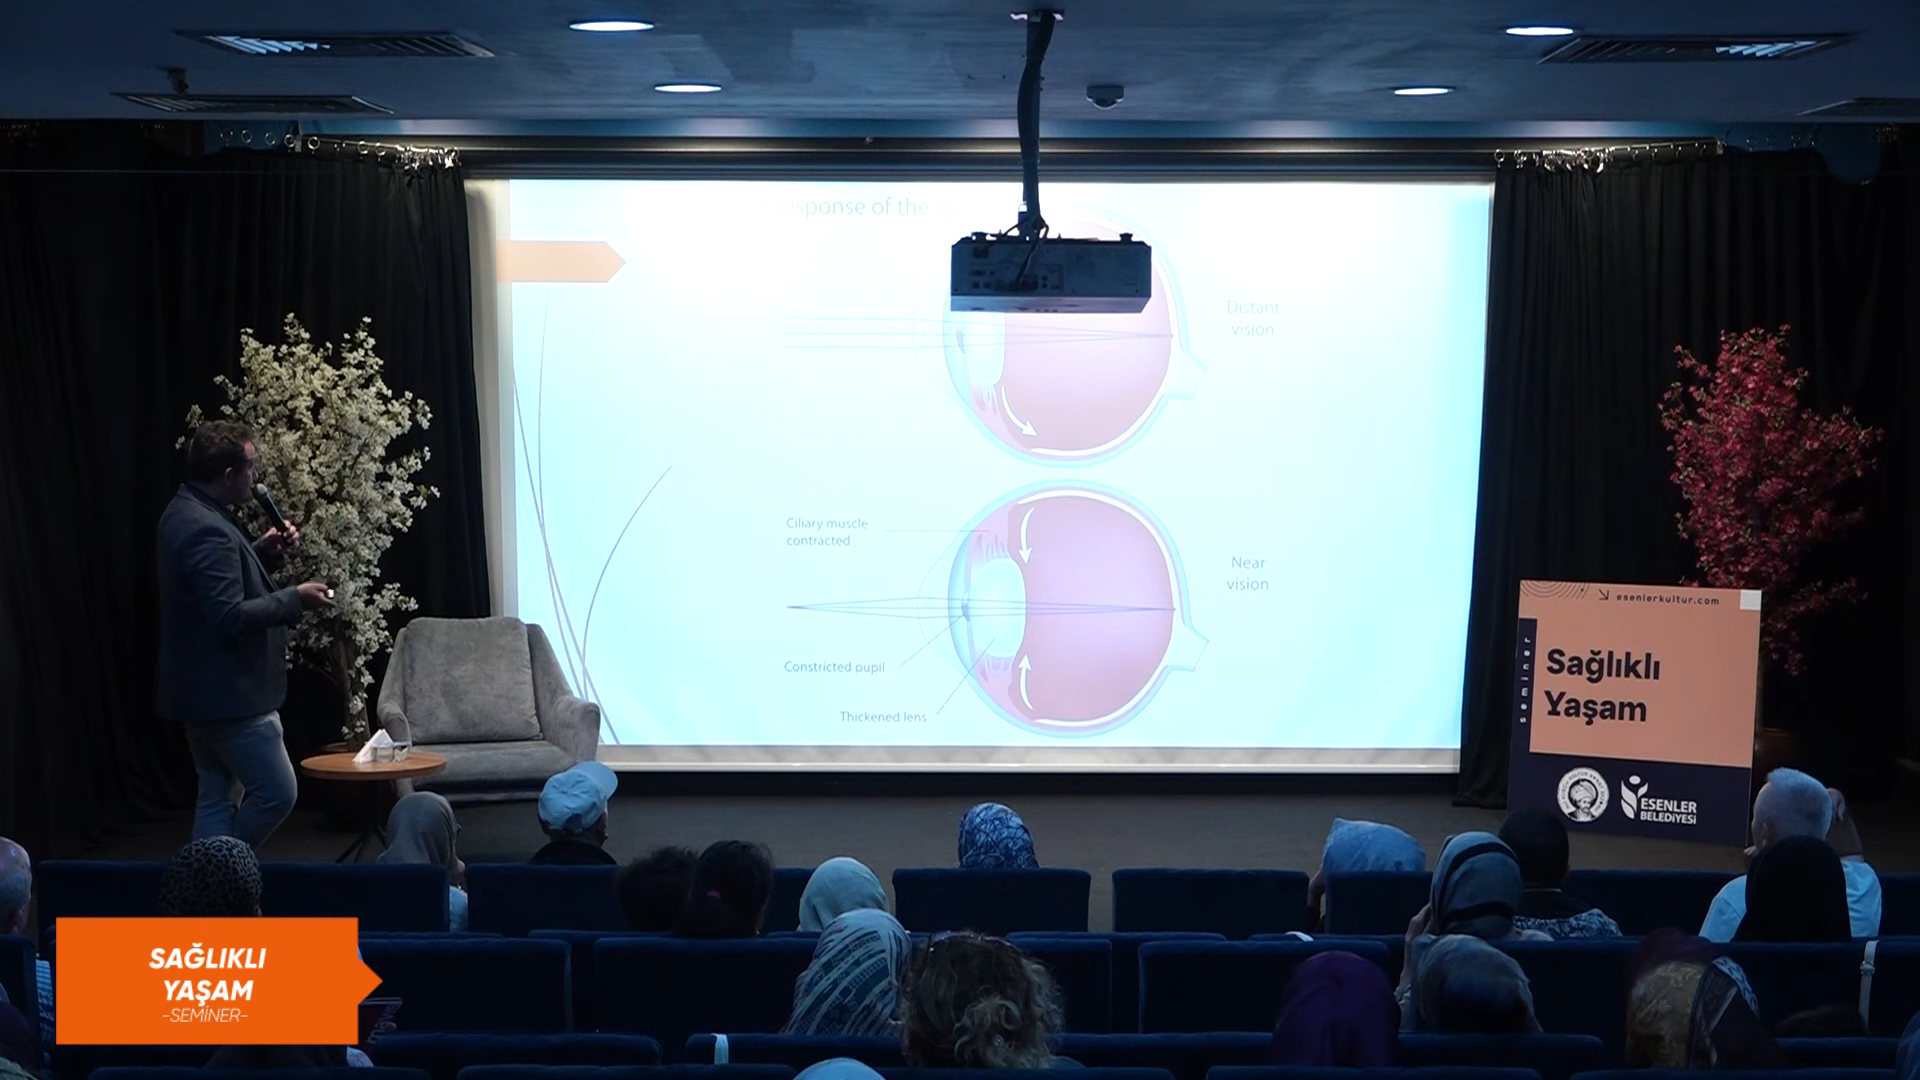 response of the
Distant
vision
Ciliary muscle
contracted
Near
vision
Constricted pupil
Thickened lens
esenlerkultur.com
seminer
Sağlıklı
Yaşam
ESENLER
BELEDİYESİ
SAĞLIKLI
YAŞAM
-SEMİNER-